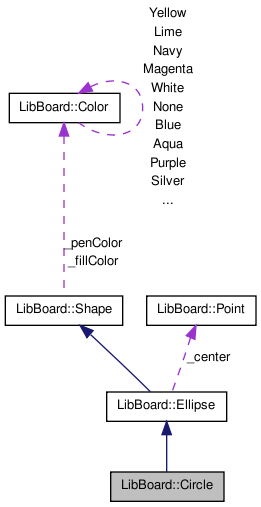 Yellow
Lime
Navy
Magenta
White
None
Blue
Aqua
Purple
Silver
...
LibBoard::Color
_penColor
_fillColor
LibBoard::Shape
LibBoard::Point
_center
LibBoard::Ellipse
LibBoard::Circle